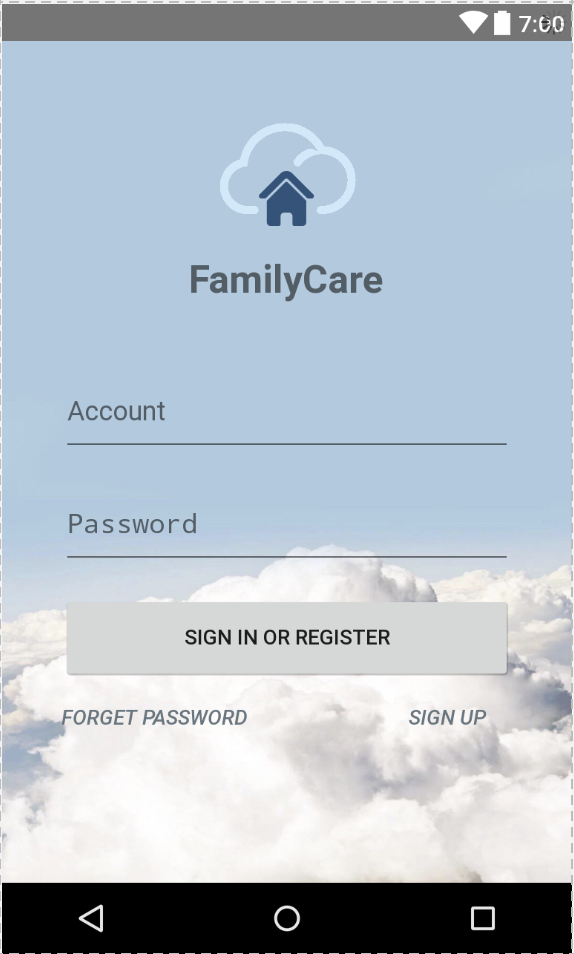 7:00
FamilyCare
Account
Password
SIGN IN OR REGISTER
FORGET PASSWORD SIGN UP